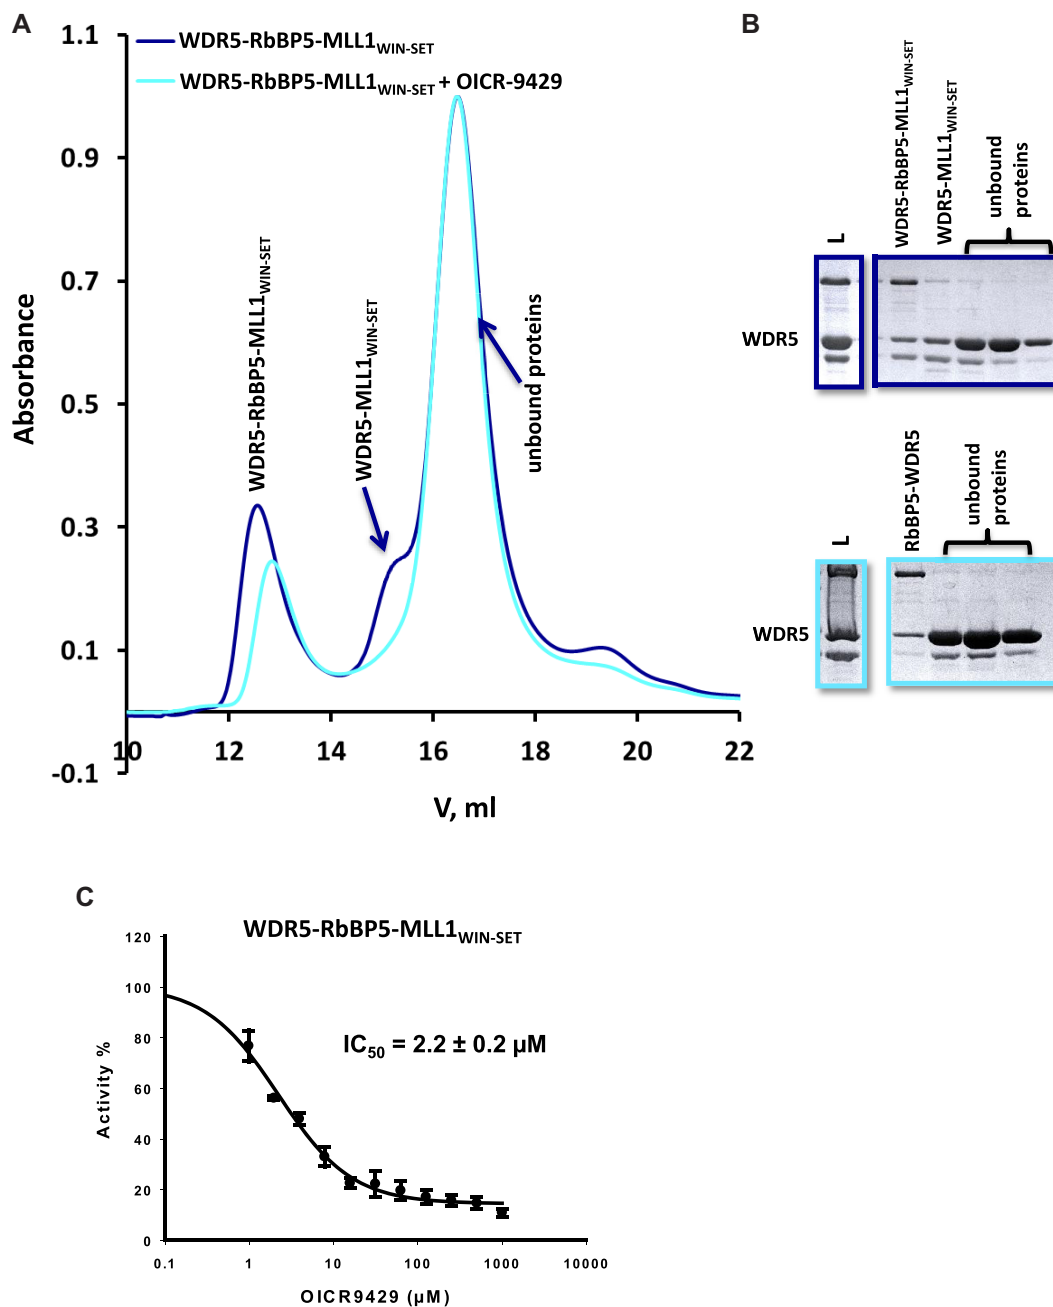 A
WDR5-RbBP5-MLL1WIN-SET
WDR5-RbBP5-MLL1WIN-SET + OICR-9429
1.1
0.9
0.7
0.5
0.3
0.1
-0.1
Absorbance
WDR5-RbBP5-MLL1WIN-SET
WDR5-MLL1WIN-SET
unbound proteins
10 12 14 16 18 20 22
V, ml
B
L
WDR5-RbBP5-MLL1WIN-SET
WDR5-MLL1WIN-SET
unbound
proteins
WDR5
L
RbBP5-WDR5
unbound
proteins
WDR5
C
WDR5-RbBP5-MLL1WIN-SET
IC50 = 2.2 ± 0.2 µM
120
100
80
60
40
20
0
Activity %
0.1 1 10 100 1000 10000
OICR9429 (µM)